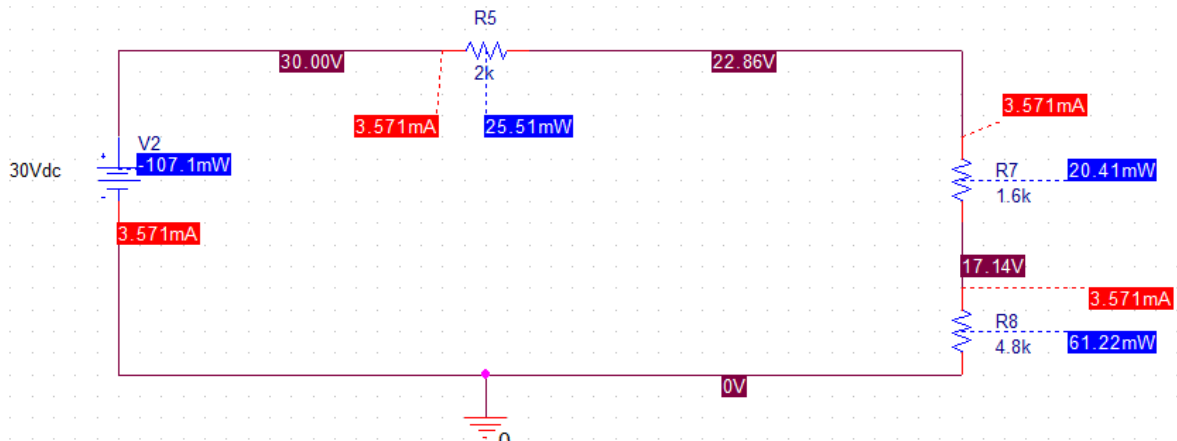 R5
30.00V
22.86V
2k
3.571mA
25.51mW
3.571mA
V2
+
-107.1mW
30Vdc
-
R7
20.41mW
1.6k
3.571mA
17.14V
3.571mA
R8
4.8k
61.22mW
0V
0